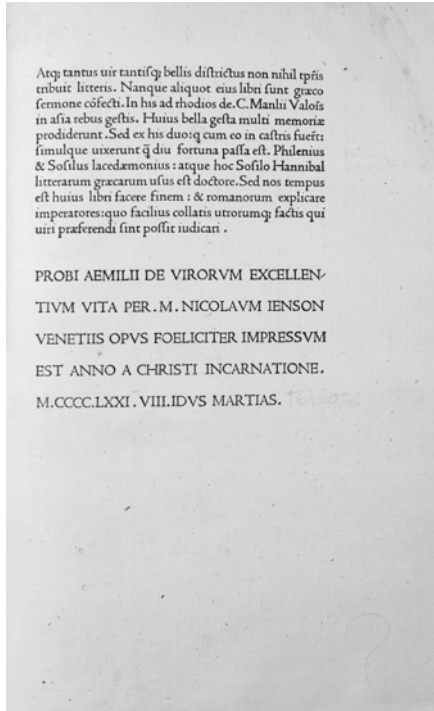 Atq; tantus uir tantisq; bellis diſtrictus non nihil tp̄ris
tribuit litteris. Nanque aliquot eius libri ſunt græco
ſermone cōfecti. In his ad rhodios de. C. Manlii Valoſs
in aſia rebus geſtis. Huius bella geſta multi memoriæ
prodiderunt. Sed ex his duo: q cum eo in caſtris fuer̄t:
ſimulque uixerunt q̄ diu fortuna paſſa eſt. Philenius
& Soſilus lacedæmonius: atque hoc Soſilo Hannibal
litterarum græcarum uſus eſt doctore. Sed nos tempus
eſt huius libri facere finem: & romanorum explicare
imperatores: quo facilius collatis utrorumq; factis qui
uiri præferendi ſint poſſit iudicari.
PROBI AEMILII DE VIRORVM EXCELLEN-
TIVM VITA PER. M. NICOLAVM IENSON
VENETIIS OPVS FOELICITER IMPRESSVM
EST ANNO A CHRISTI INCARNATIONE.
M.CCCC.LXXI. VIII. IDVS MARTIAS.